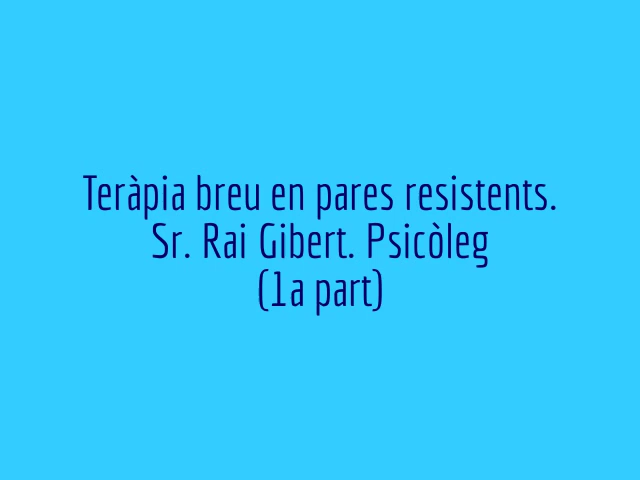 Teràpia breu en pares resistents.
Sr. Rai Gibert. Psicòleg
(1a part)